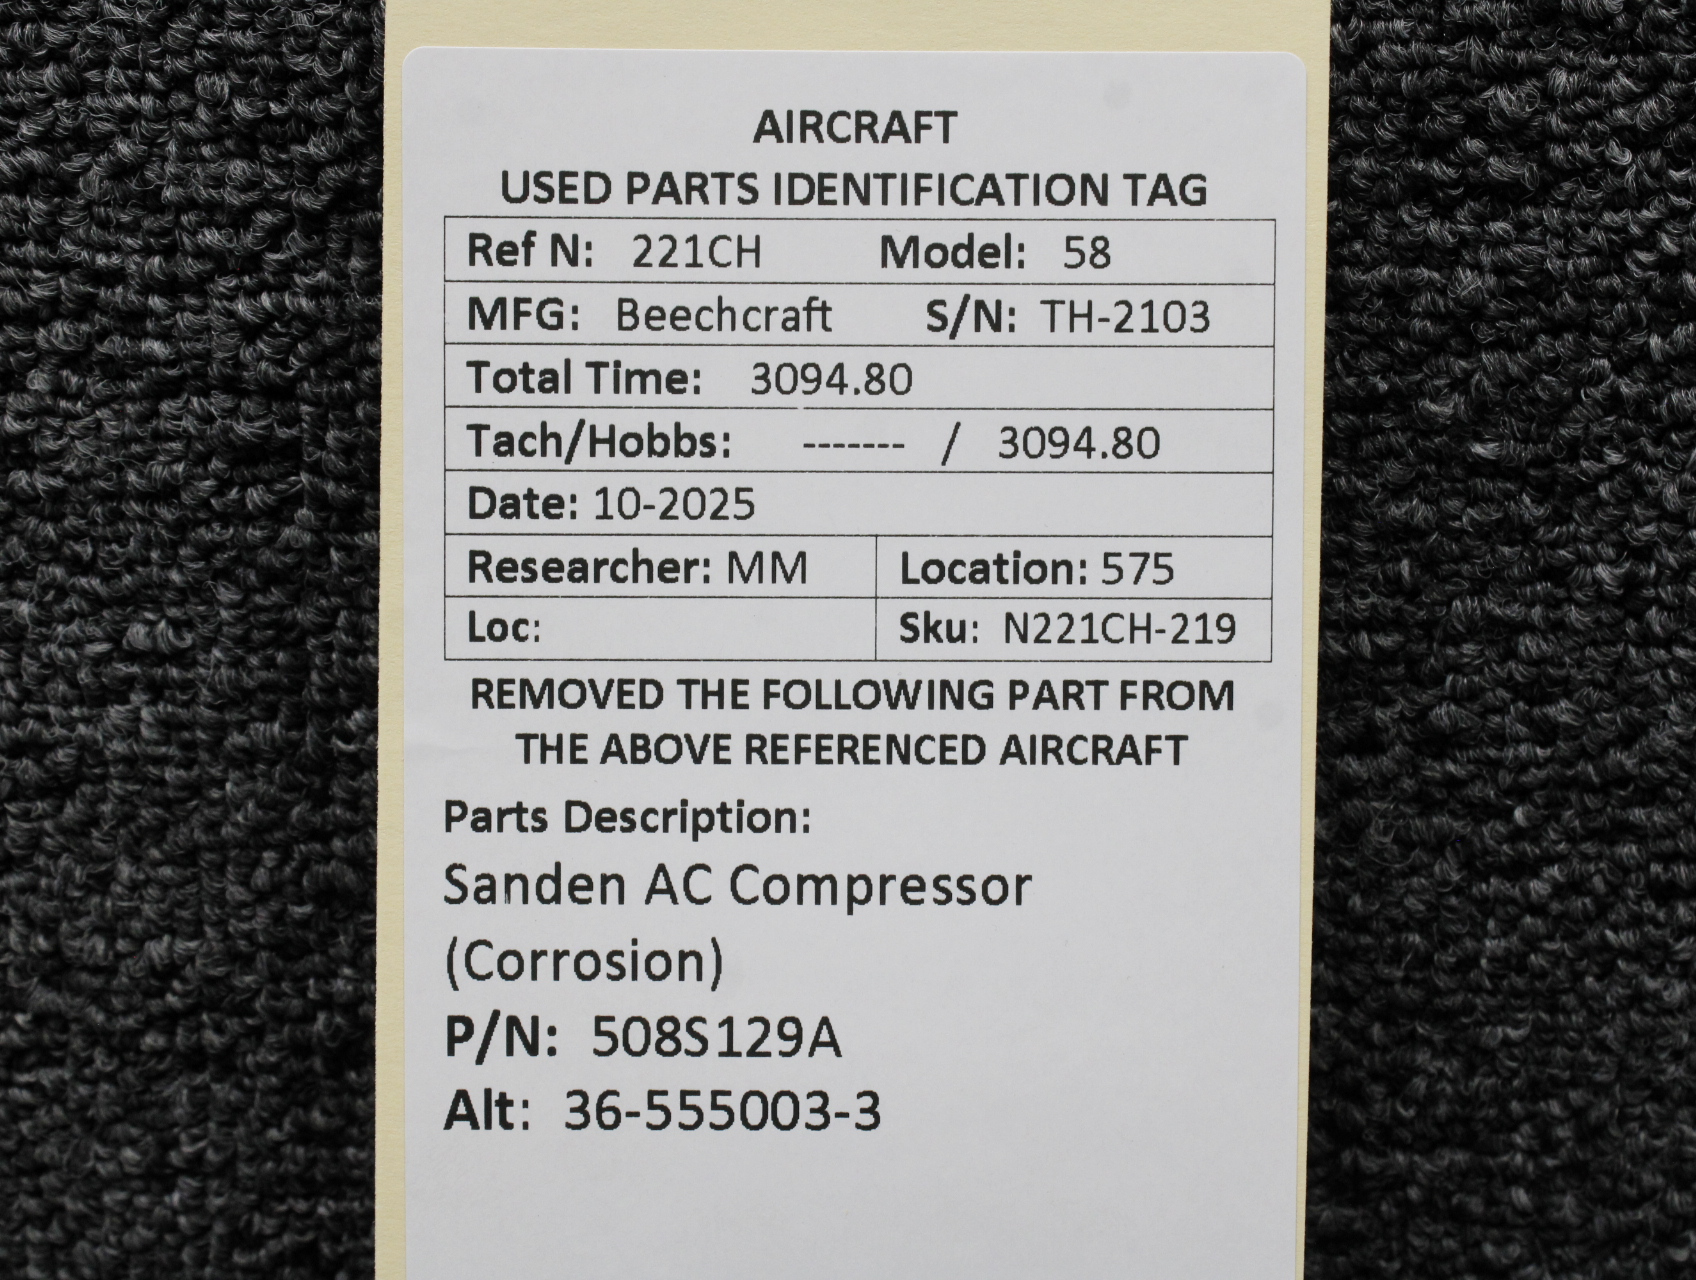 AIRCRAFT
USED PARTS IDENTIFICATION TAG
Ref N: 221CH Model: 58
MFG: Beechcraft S/N: TH-2103
Total Time: 3094.80
Tach/Hobbs: ------- / 3094.80
Date: 10-2025
Researcher: MM Location: 575
Loc: Sku: N221CH-219
REMOVED THE FOLLOWING PART FROM
THE ABOVE REFERENCED AIRCRAFT
Parts Description:
Sanden AC Compressor
(Corrosion)
P/N: 508S129A
Alt: 36-555003-3